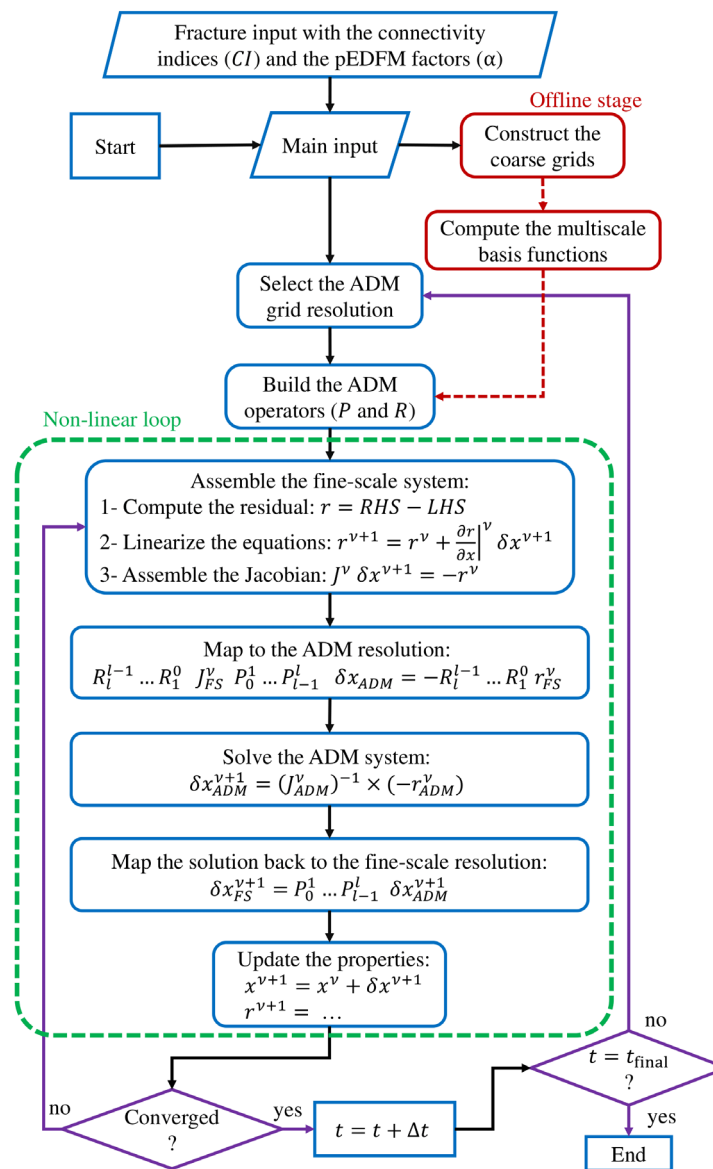 Fracture input with the connectivity
indices (CI) and the pEDFM factors (α)
Offline stage
Start
Main input
Construct the
coarse grids
Compute the multiscale
basis functions
Select the ADM
grid resolution
Build the ADM
operators (P and R)
Non-linear loop
Assemble the fine-scale system:
1- Compute the residual: r = RHS − LHS
2- Linearize the equations: r^{ν+1} = r^ν + ∂r/∂x|^ν δx^{ν+1}
3- Assemble the Jacobian: J^ν δx^{ν+1} = −r^ν
Map to the ADM resolution:
R_l^{l−1} … R_1^0 J_{FS}^ν P_0^1 … P_{l−1}^l δx_{ADM} = −R_l^{l−1} … R_1^0 r_{FS}^ν
Solve the ADM system:
δx_{ADM}^{ν+1} = (J_{ADM}^ν)^{−1} × (−r_{ADM}^ν)
Map the solution back to the fine-scale resolution:
δx_{FS}^{ν+1} = P_0^1 … P_{l−1}^l δx_{ADM}^{ν+1}
Update the properties:
x^{ν+1} = x^ν + δx^{ν+1}
r^{ν+1} = …
no
Converged
?
yes
t = t + Δt
no
t = t_{final}
?
yes
End